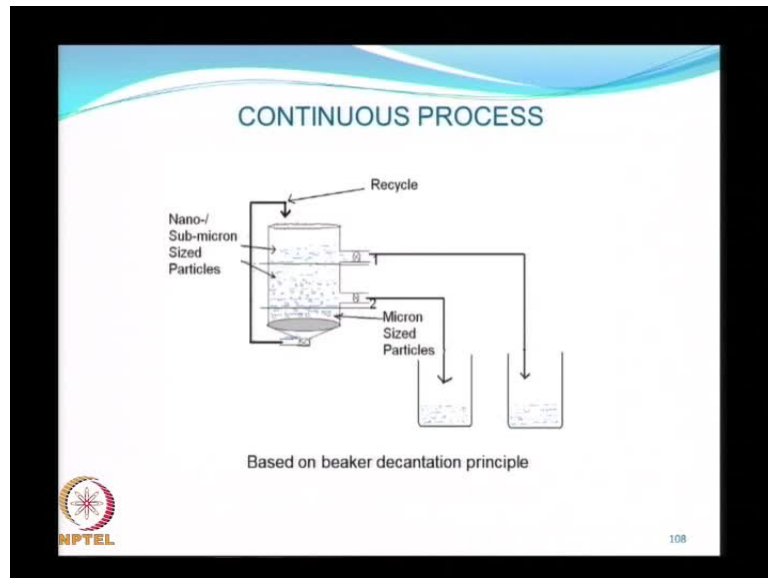 CONTINUOUS PROCESS
Recycle
Nano-/
Sub-micron
Sized
Particles
1
2
Micron
Sized
Particles
Based on beaker decantation principle
NPTEL
108